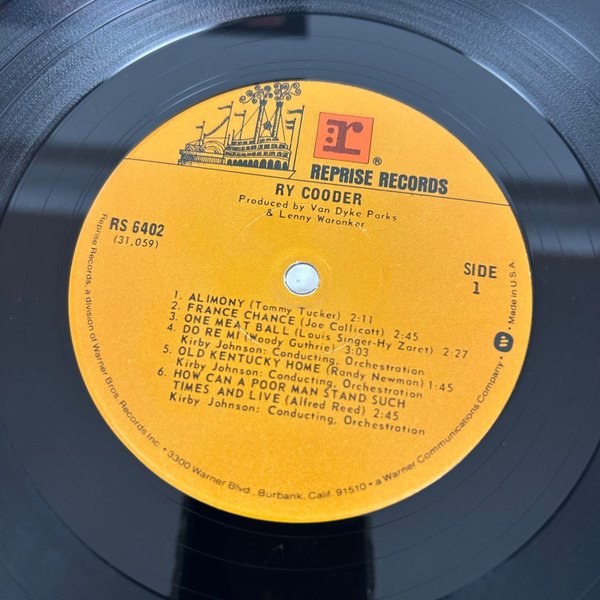 r
®
REPRISE RECORDS
RY COODER
Produced by Van Dyke Parks
& Lenny Waronker
RS 6402
(31,059)
SIDE
1
1. ALIMONY (Tommy Tucker) 2:11
2. FRANCE CHANCE (Joe Callicott) 2:45
3. ONE MEAT BALL (Louis Singer-Hy Zaret) 2:27
4. DO RE MI (Woody Guthrie) 3:03
Kirby Johnson: Conducting, Orchestration
5. OLD KENTUCKY HOME (Randy Newman) 1:45
Kirby Johnson: Conducting, Orchestration
6. HOW CAN A POOR MAN STAND SUCH
TIMES AND LIVE (Alfred Reed) 2:45
Kirby Johnson: Conducting, Orchestration
Reprise Records, a division of Warner Bros. Records Inc. • 3300 Warner Blvd., Burbank, Calif. 91510 • a Warner Communications Company • W • Made in U.S.A.